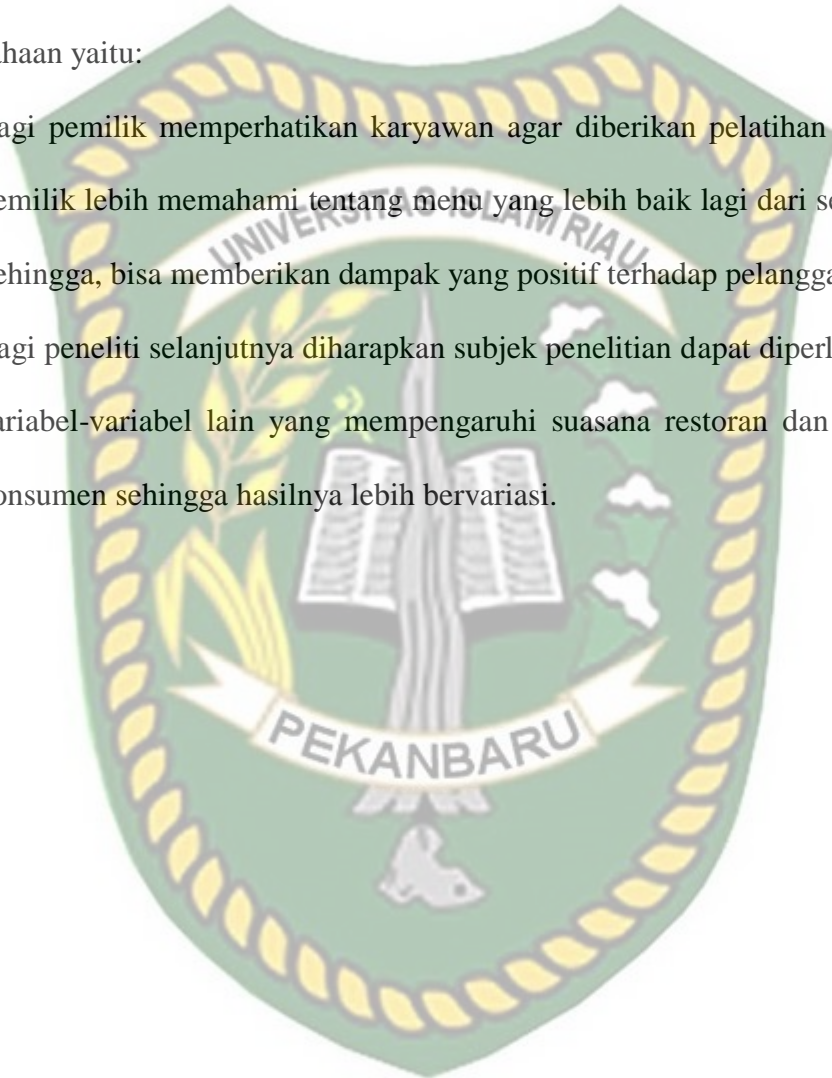 ahaan yaitu:
agi pemilik memperhatikan karyawan agar diberikan pelatihan
emilik lebih memahami tentang menu yang lebih baik lagi dari se
UNIVERSITAS ISLAM RIAU
ehingga, bisa memberikan dampak yang positif terhadap pelangga
agi peneliti selanjutnya diharapkan subjek penelitian dapat diperl
ariabel-variabel lain yang mempengaruhi suasana restoran dan
onsumen sehingga hasilnya lebih bervariasi.
PEKANBARU